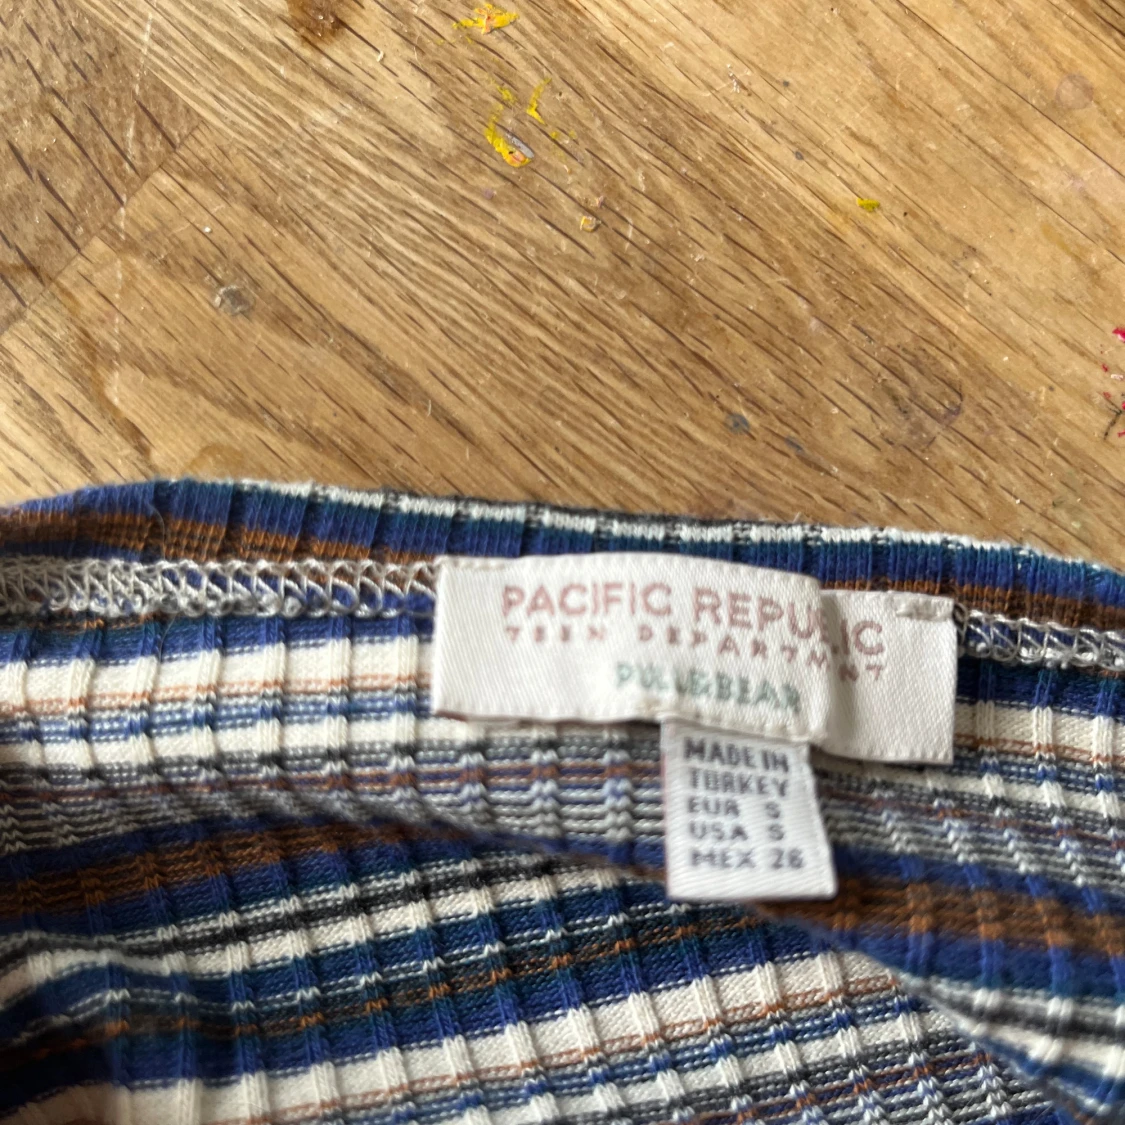 PACIFIC REPUBLIC
TEEN DEPARTMENT
PULL&BEAR
MADE IN
TURKEY
EUR S
USA S
MEX 26